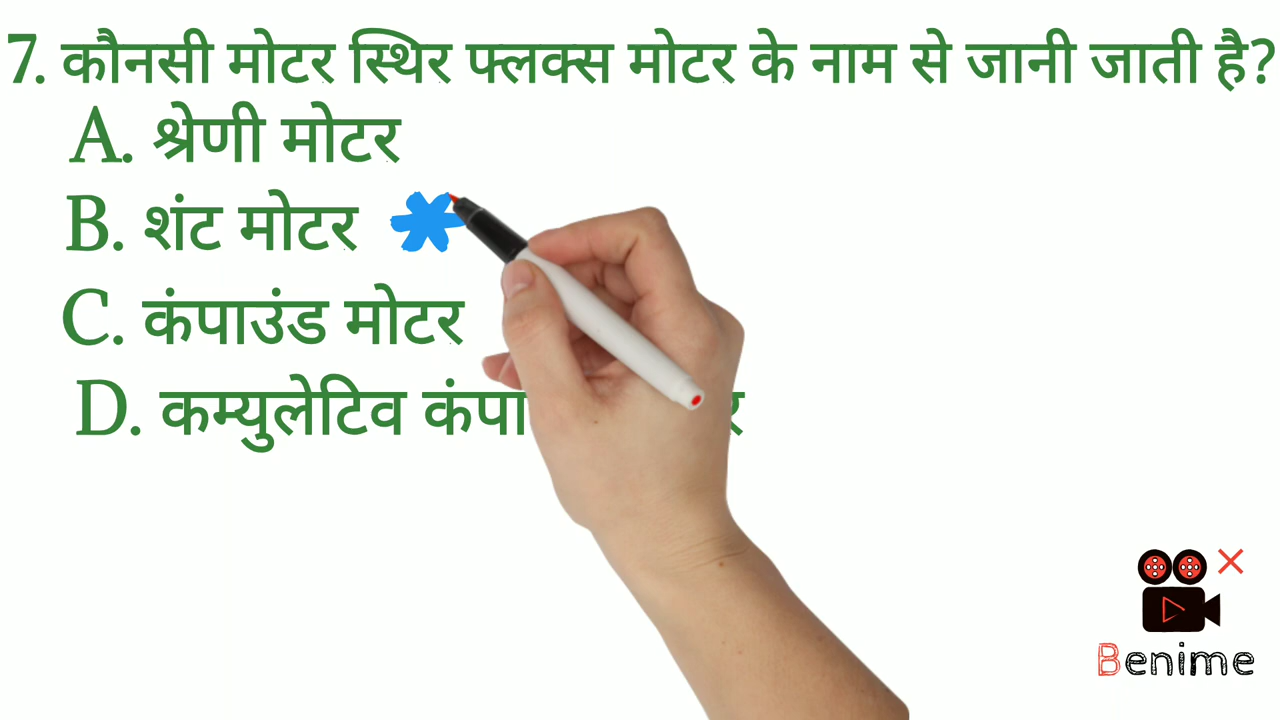 7. कौनसी मोटर स्थिर फ्लक्स मोटर के नाम से जानी जाती है?
A. श्रेणी मोटर
B. शंट मोटर
C. कंपाउंड मोटर
D. कम्युलेटिव
Benime